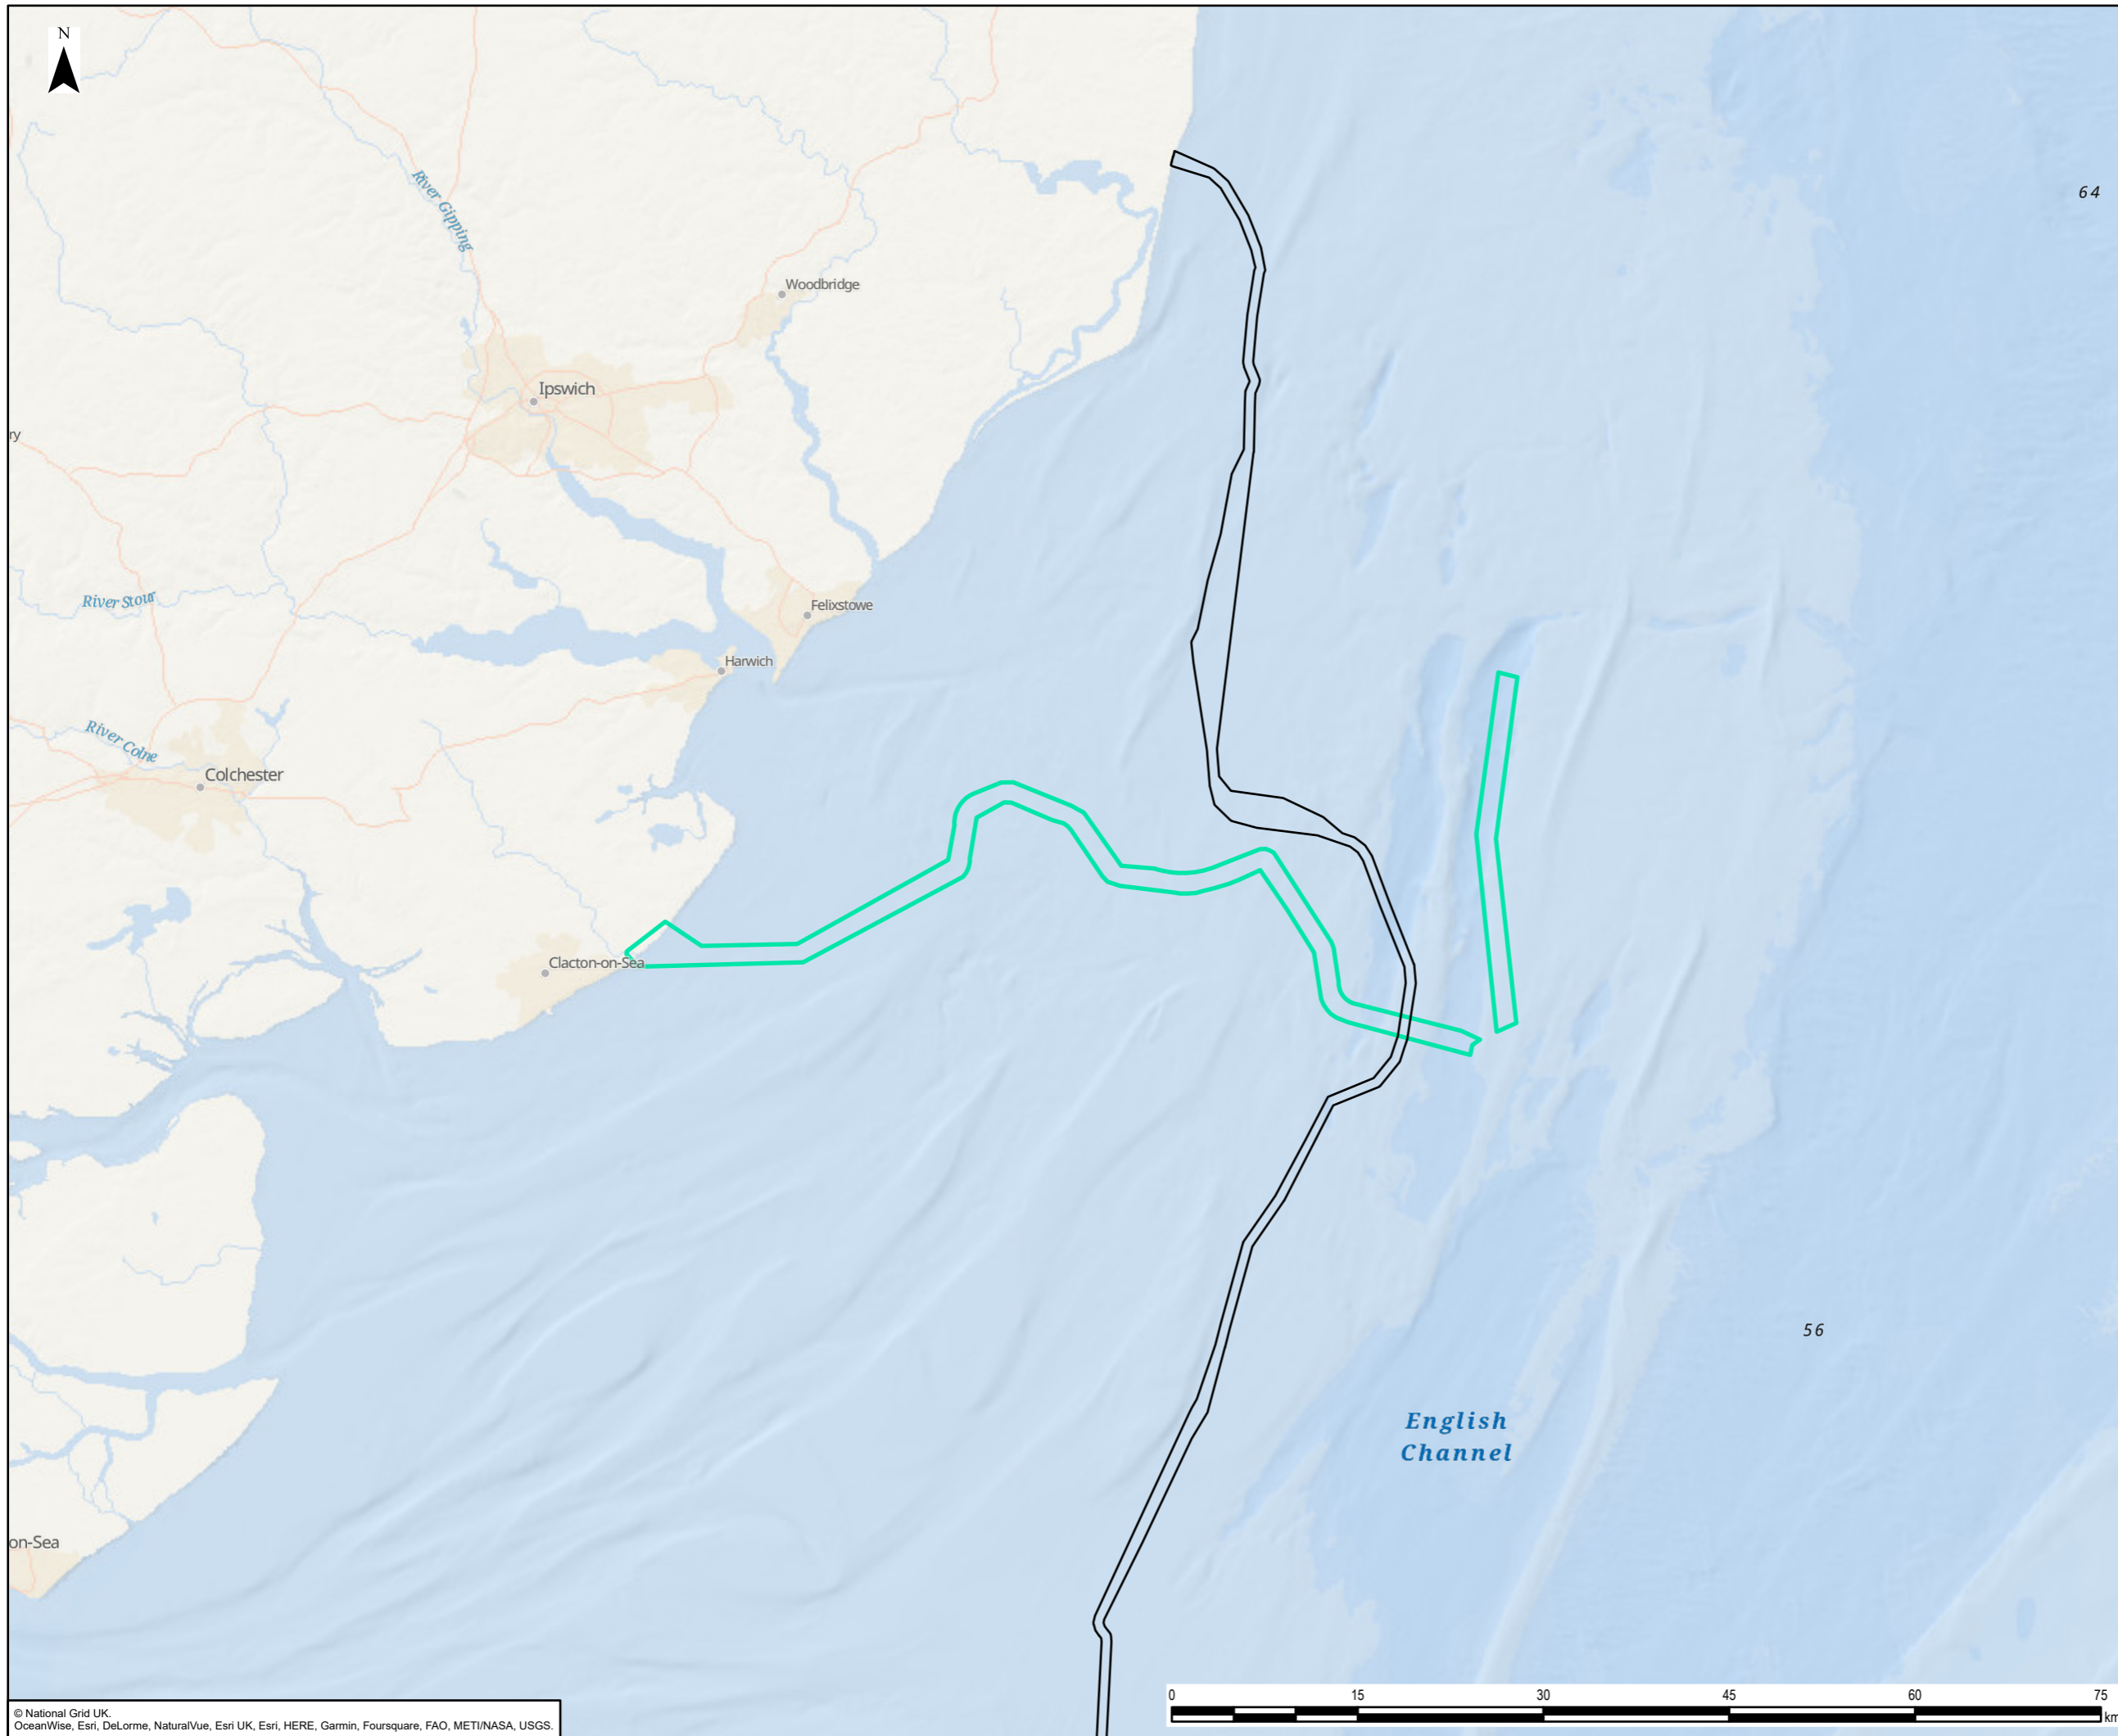 N
64
River Gipping
Woodbridge
Ipswich
ry
River Stour
Felixstowe
Harwich
River Colne
Colchester
Clacton-on-Sea
56
English
Channel
on-Sea
0 15 30 45 60 75
km
© National Grid UK.
OceanWise, Esri, DeLorme, NaturalVue, Esri UK, Esri, HERE, Garmin, Foursquare, FAO, METI/NASA, USGS.